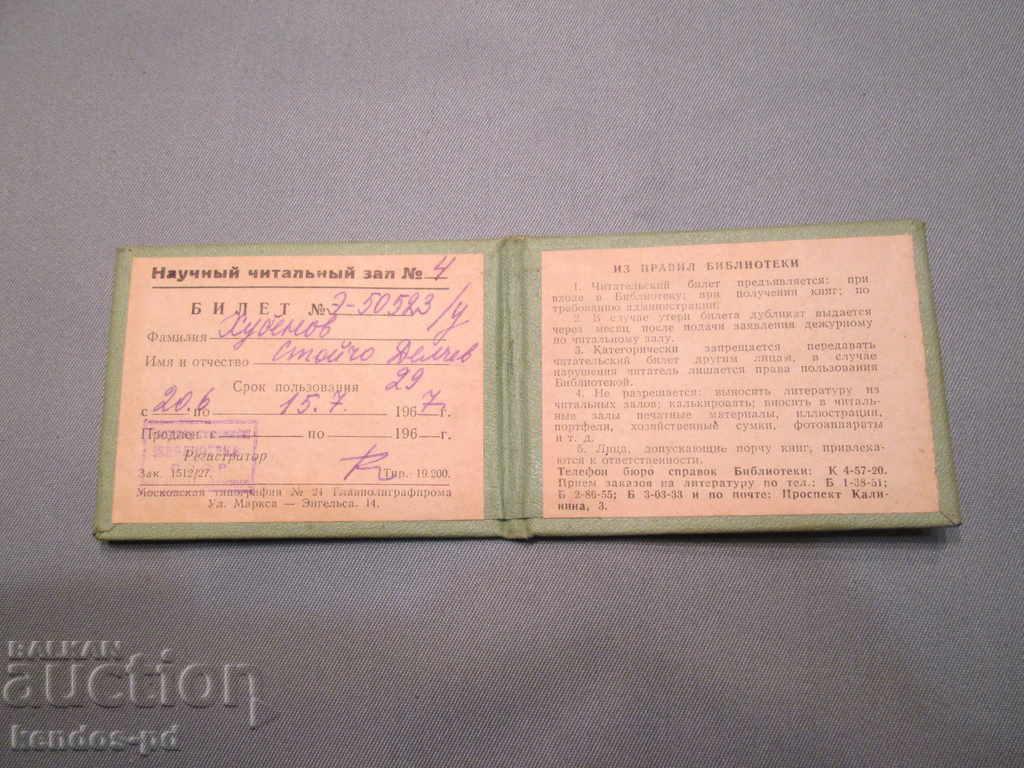 Научный читальный зал № 4
БИЛЕТ № Э-50523/у
Фамилия Хубенов
Имя и отчество Стойчо Делчев
Срок пользования 29
с 20.6 по 15.7. 1967г.
Продлен с по 196 г.
Регистратор
Зак. 1512/27. Тир. 19.200.
Московская типография № 24 Главполиграфпрома
Ул. Маркса — Энгельса. 14.
ИЗ ПРАВИЛ БИБЛИОТЕКИ
1. Читательский билет предъявляется: при
входе в Библиотеку; при получении книг; по
требованию администрации;
2. В случае утери билета дубликат выдается
через месяц после подачи заявления дежурному
по читальному залу.
3. Категорически запрещается передавать
читательский билет другим лицам, в случае
нарушения читатель лишается права пользования
Библиотекой.
4. Не разрешается: выносить литературу из
читальных залов; калькировать; вносить в читаль-
ные залы печатные материалы, иллюстрации,
портфели, хозяйственные сумки, фотоаппараты
и т. д.
5. Лица, допускающие порчу книг, привлека-
ются к ответственности.
Телефон бюро справок Библиотеки: К 4-57-20.
Прием заказов на литературу по тел.: Б 1-38-51;
Б 2-86-55; Б 3-03-33 и по почте: Проспект Кали-
нина, 3.
BALKAN
auction
kendos-pd